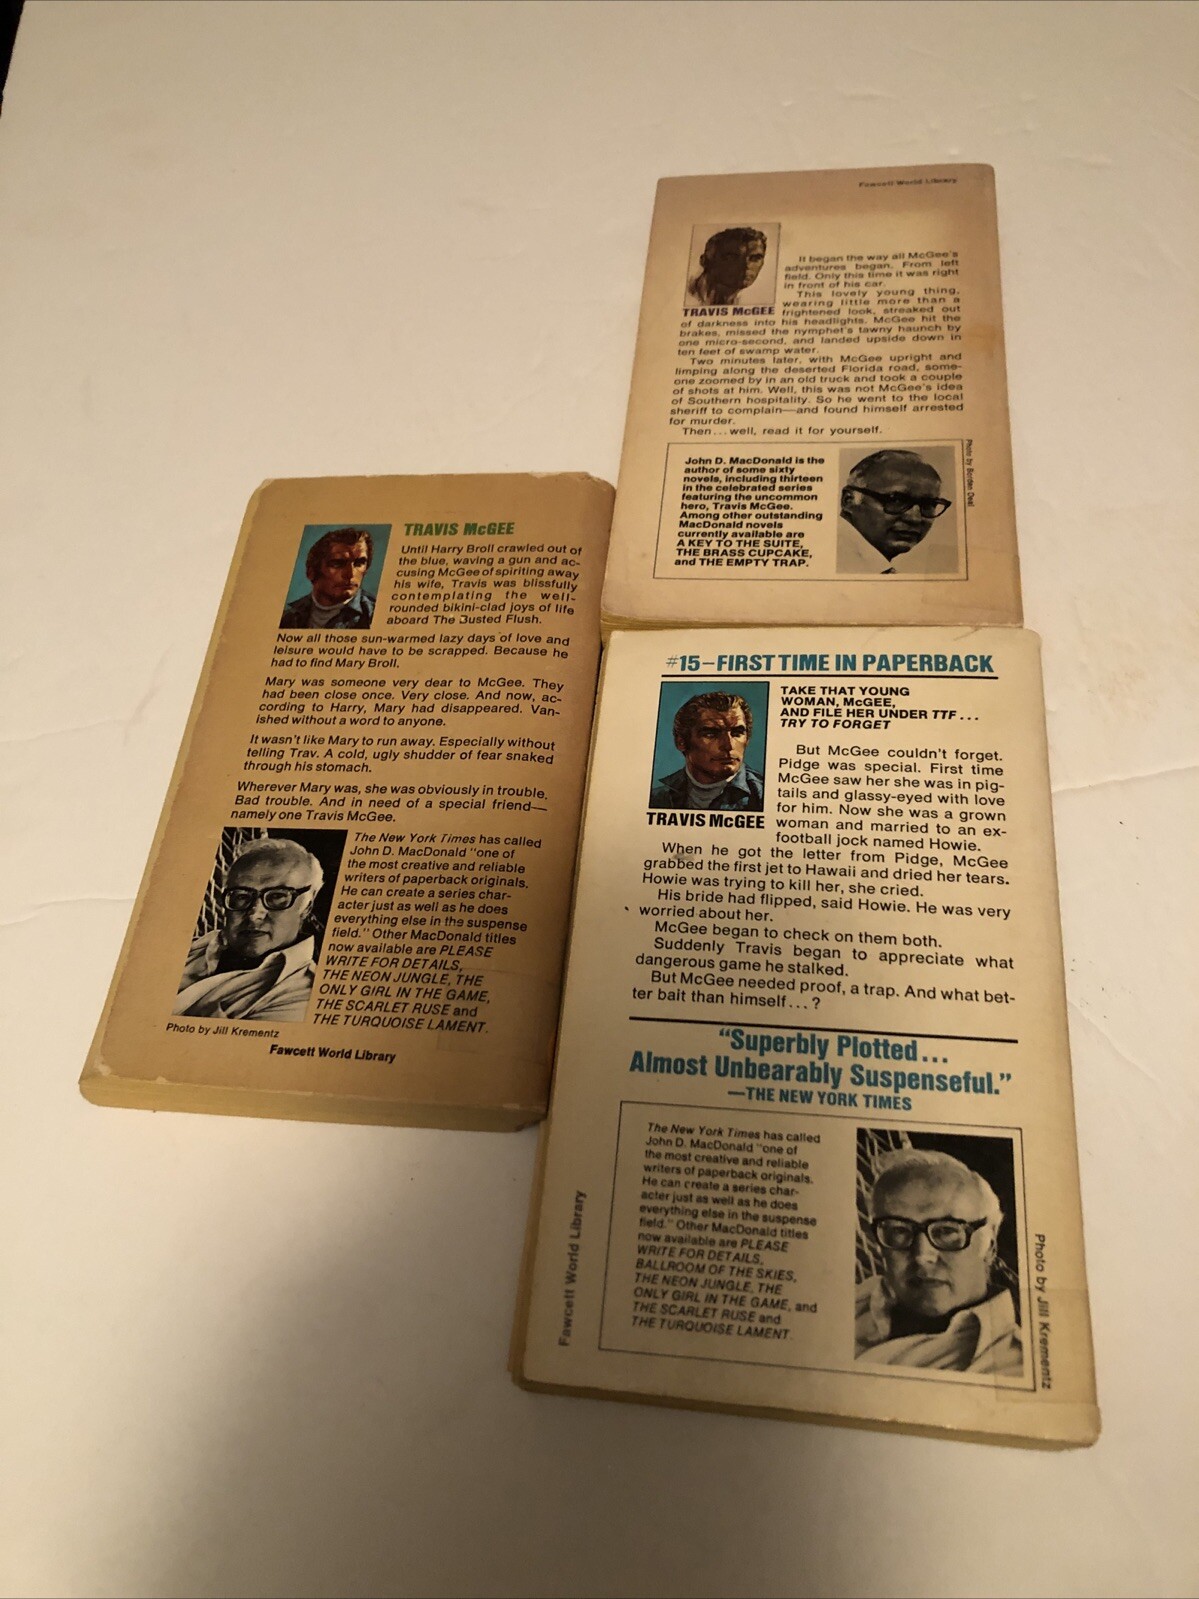 Fawcett World Library
TRAVIS McGEE
It began the way all McGee's
adventures began. From left
field. Only this time it was right
in front of his car.
This lovely young thing,
wearing little more than a
frightened look, streaked out
of darkness into his headlights. McGee hit the
brakes, missed the nymphet's tawny haunch by
one micro-second, and landed upside down in
ten feet of swamp water.
Two minutes later, with McGee upright and
limping along the deserted Florida road, some-
one zoomed by in an old truck and took a couple
of shots at him. Well, this was not McGee's idea
of Southern hospitality. So he went to the local
sheriff to complain—and found himself arrested
for murder.
Then...well, read it for yourself.
John D. MacDonald is the
author of some sixty
novels, including thirteen
in the celebrated series
featuring the uncommon
hero, Travis McGee.
Among other outstanding
MacDonald novels
currently available are
A KEY TO THE SUITE,
THE BRASS CUPCAKE,
and THE EMPTY TRAP.
Photo by Borden Deal
TRAVIS McGEE
Until Harry Broll crawled out of
the blue, waving a gun and ac-
cusing McGee of spiriting away
his wife, Travis was blissfully
contemplating the well-
rounded bikini-clad joys of life
aboard The Busted Flush.
Now all those sun-warmed lazy days of love and
leisure would have to be scrapped. Because he
had to find Mary Broll.
Mary was someone very dear to McGee. They
had been close once. Very close. And now, ac-
cording to Harry, Mary had disappeared. Van-
ished without a word to anyone.
It wasn't like Mary to run away. Especially without
telling Trav. A cold, ugly shudder of fear snaked
through his stomach.
Wherever Mary was, she was obviously in trouble.
Bad trouble. And in need of a special friend—
namely one Travis McGee.
The New York Times has called
John D. MacDonald "one of
the most creative and reliable
writers of paperback originals.
He can create a series char-
acter just as well as he does
everything else in the suspense
field." Other MacDonald titles
now available are PLEASE
WRITE FOR DETAILS,
THE NEON JUNGLE, THE
ONLY GIRL IN THE GAME,
THE SCARLET RUSE and
THE TURQUOISE LAMENT.
Photo by Jill Krementz
Fawcett World Library
#15–FIRST TIME IN PAPERBACK
TRAVIS McGEE
TAKE THAT YOUNG
WOMAN, McGEE,
AND FILE HER UNDER TTF...
TRY TO FORGET
But McGee couldn't forget.
Pidge was special. First time
McGee saw her she was in pig-
tails and glassy-eyed with love
for him. Now she was a grown
woman and married to an ex-
football jock named Howie.
When he got the letter from Pidge, McGee
grabbed the first jet to Hawaii and dried her tears.
Howie was trying to kill her, she cried.
His bride had flipped, said Howie. He was very
worried about her.
McGee began to check on them both.
Suddenly Travis began to appreciate what
dangerous game he stalked.
But McGee needed proof, a trap. And what bet-
ter bait than himself...?
"Superbly Plotted...
Almost Unbearably Suspenseful."
—THE NEW YORK TIMES
The New York Times has called
John D. MacDonald "one of
the most creative and reliable
writers of paperback originals.
He can create a series char-
acter just as well as he does
everything else in the suspense
field." Other MacDonald titles
now available are PLEASE
WRITE FOR DETAILS,
BALLROOM OF THE SKIES,
THE NEON JUNGLE, THE
ONLY GIRL IN THE GAME, and
THE SCARLET RUSE and
THE TURQUOISE LAMENT.
Fawcett World Library
Photo by Jill Krementz